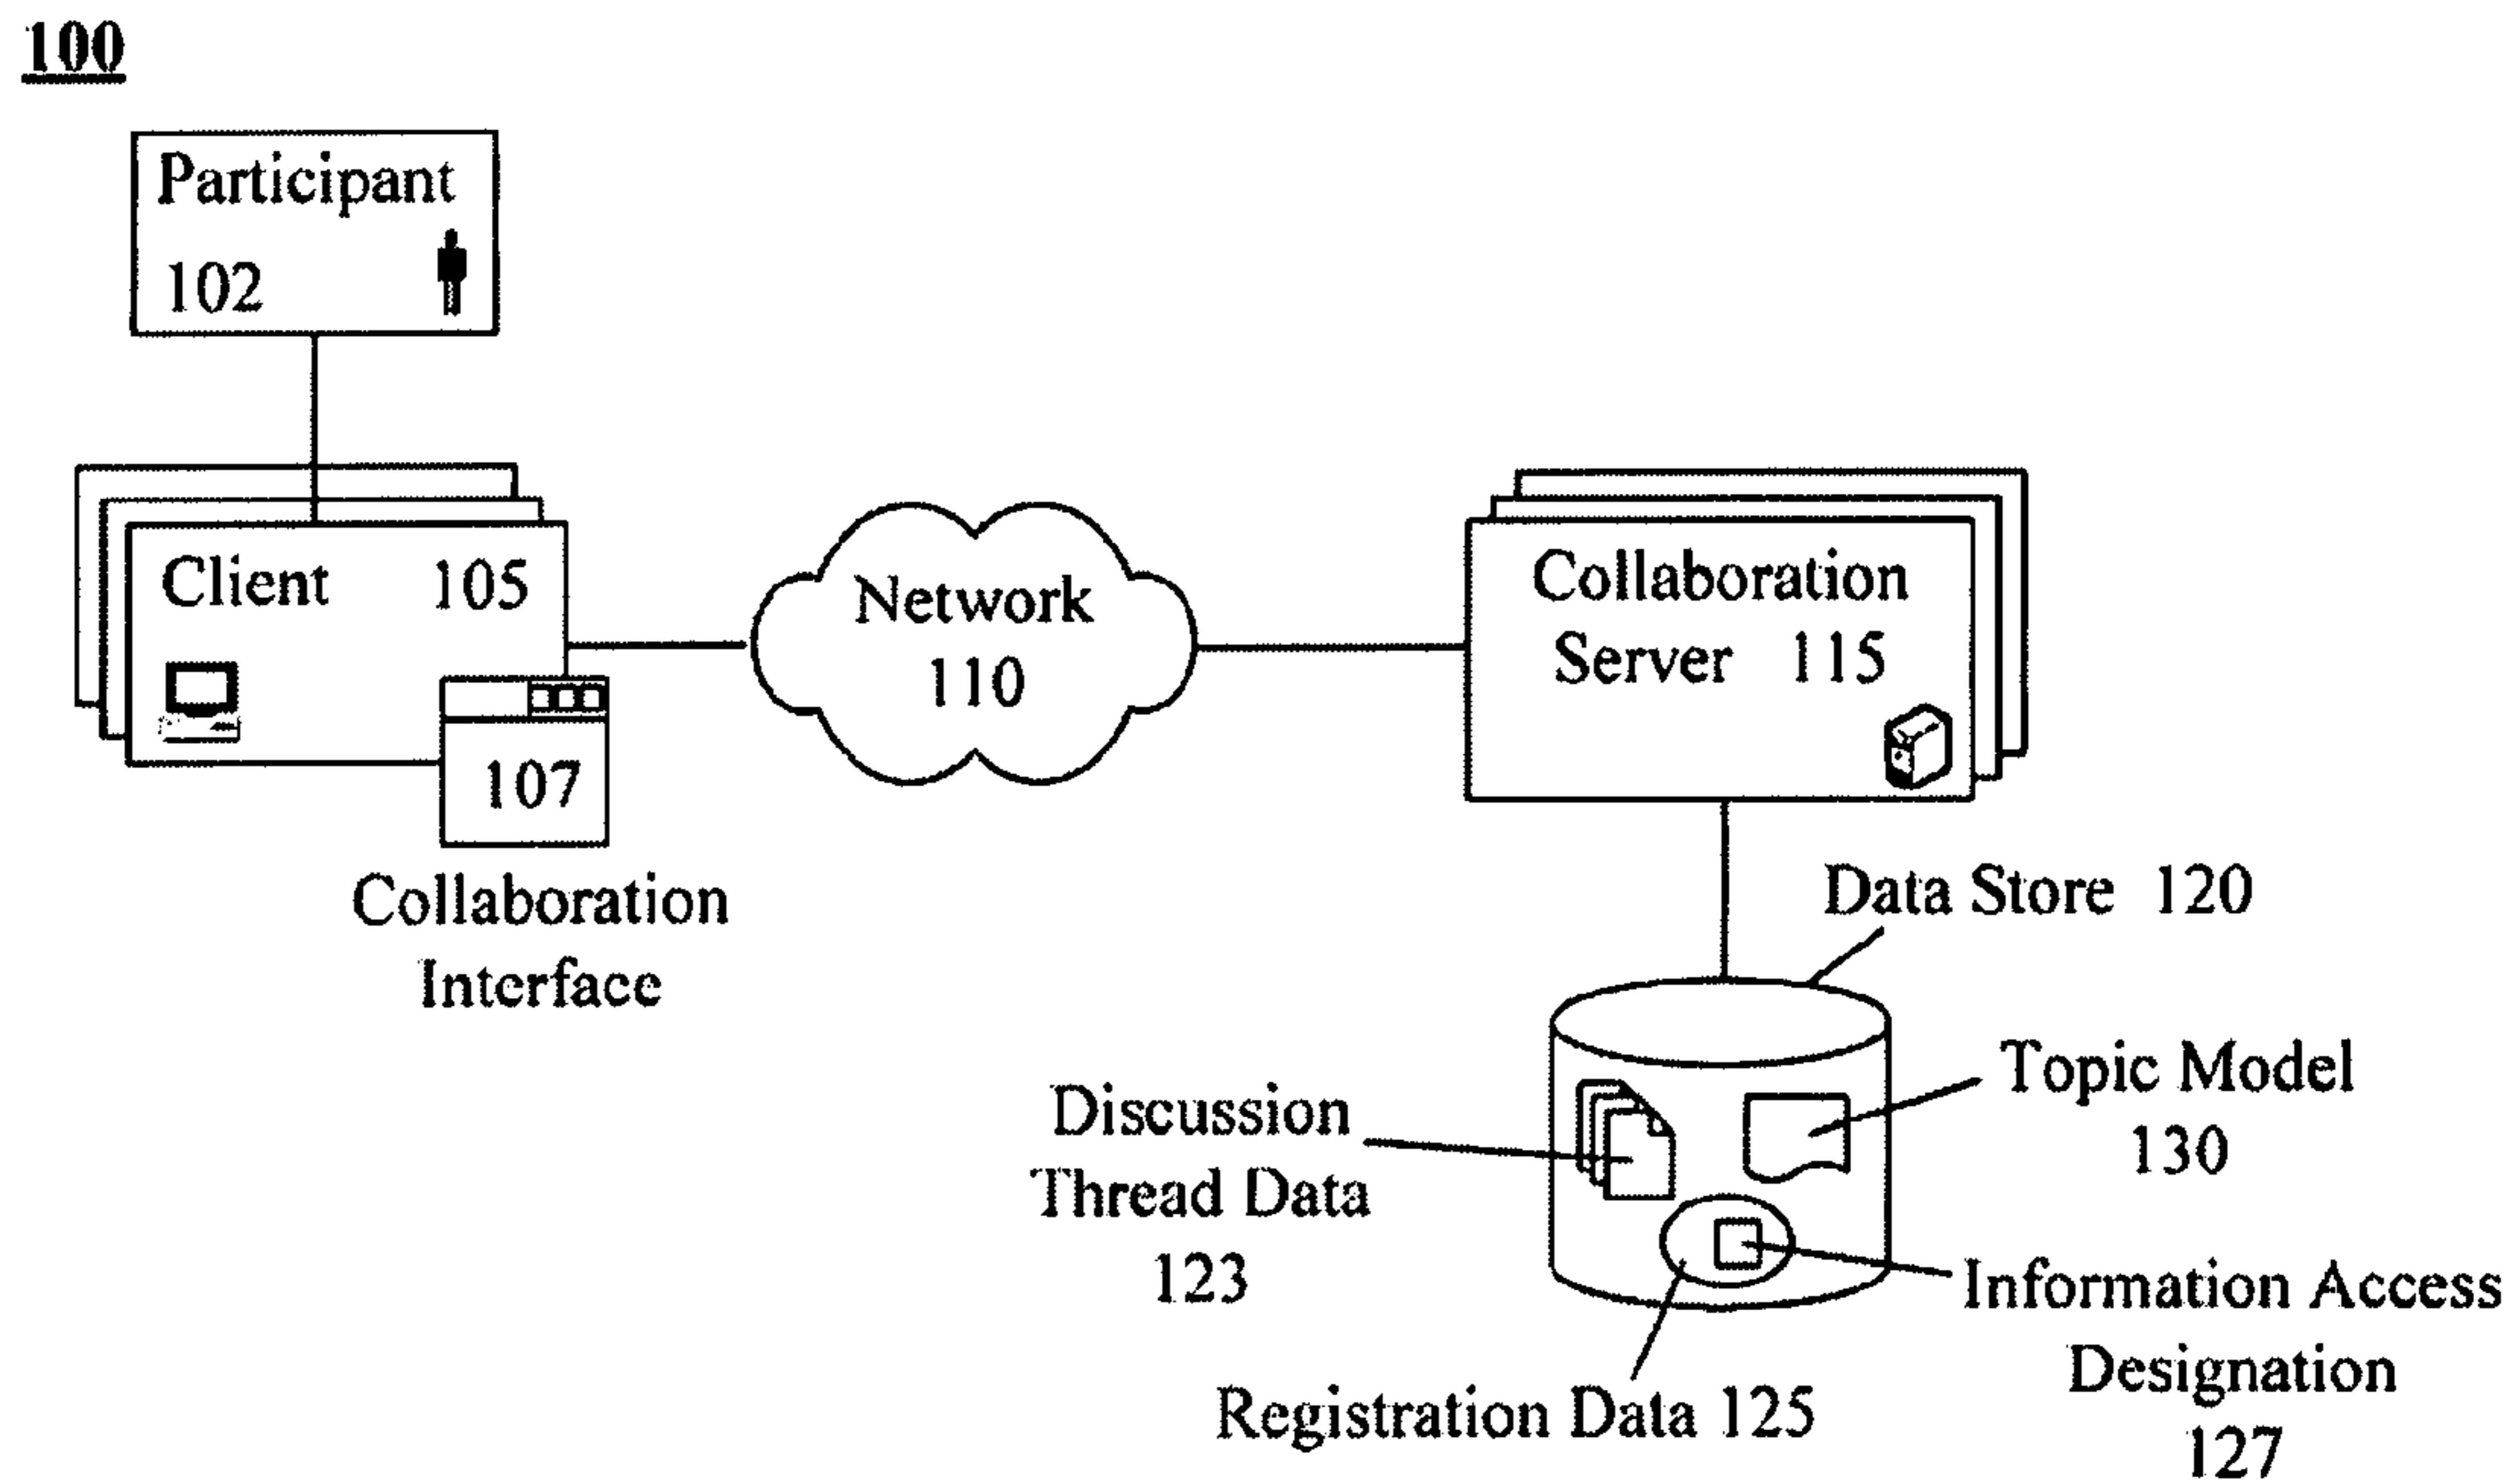 100
Participant
102
Client 105
107
Collaboration
Interface
Network
110
Collaboration
Server 115
Data Store 120
Discussion
Thread Data
123
Topic Model
130
Information Access
Designation
127
Registration Data 125